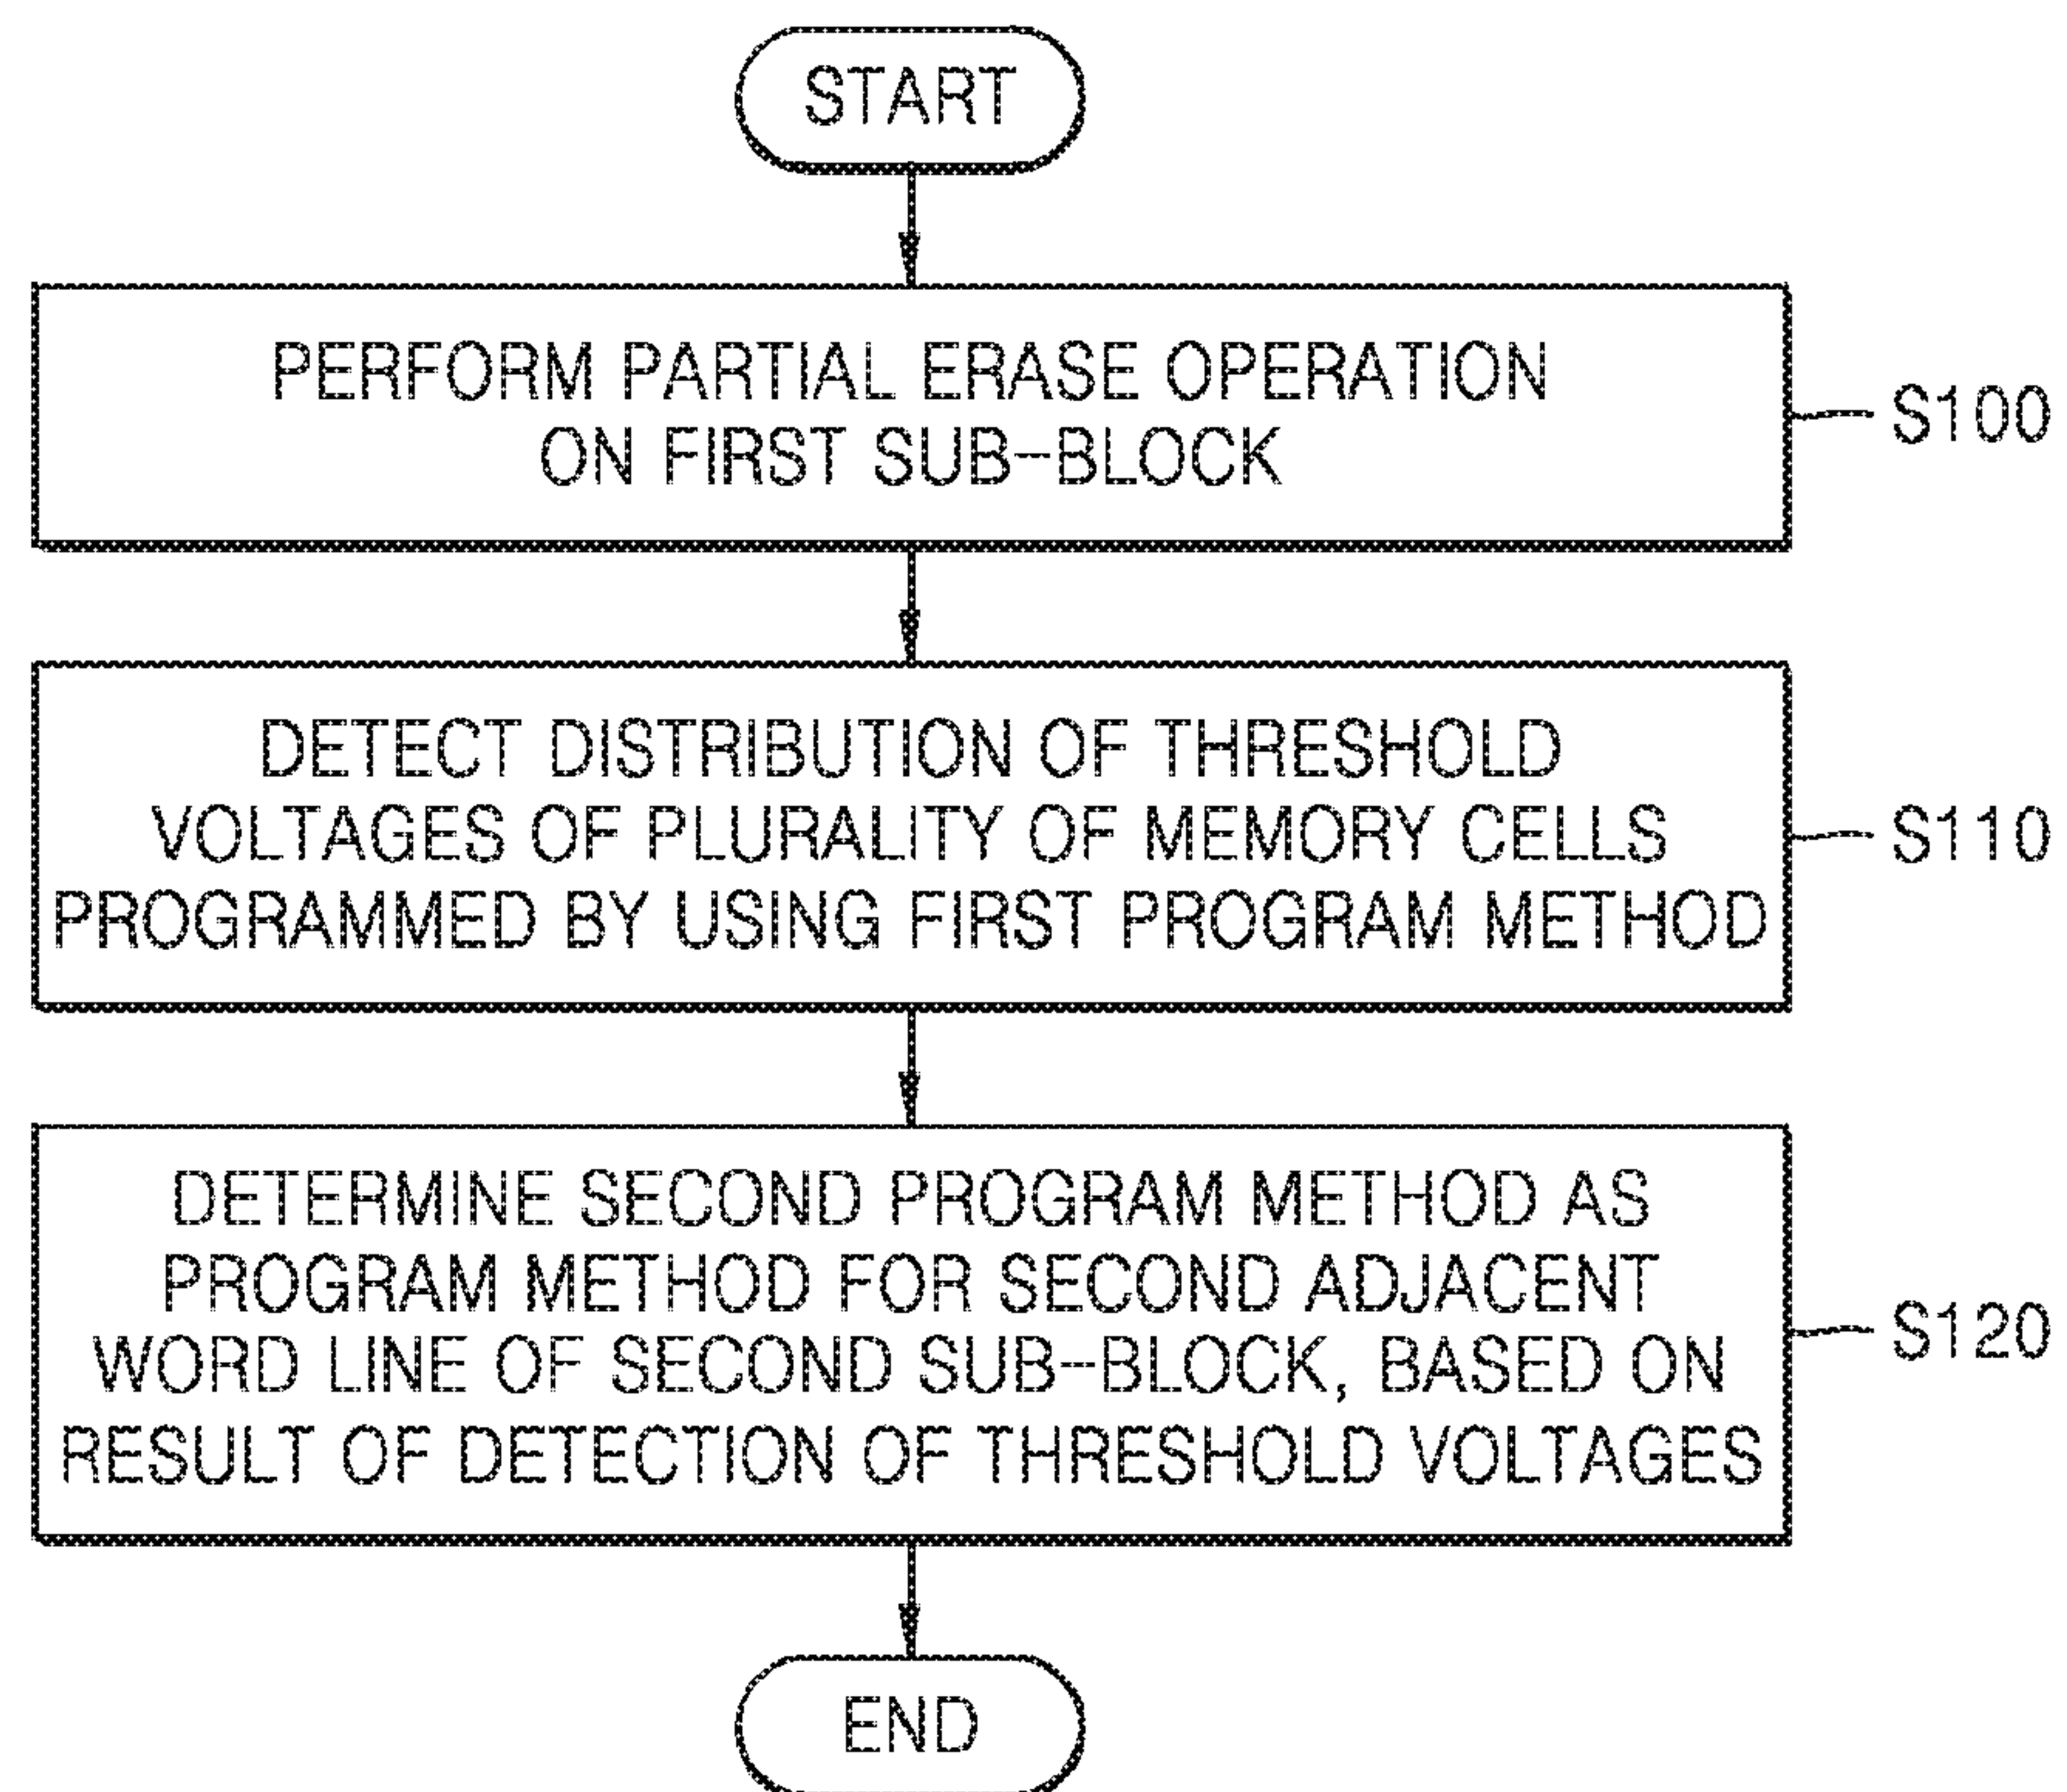 START
PERFORM PARTIAL ERASE OPERATION
ON FIRST SUB-BLOCK
S100
DETECT DISTRIBUTION OF THRESHOLD
VOLTAGES OF PLURALITY OF MEMORY CELLS
PROGRAMMED BY USING FIRST PROGRAM METHOD
S110
DETERMINE SECOND PROGRAM METHOD AS
PROGRAM METHOD FOR SECOND ADJACENT
WORD LINE OF SECOND SUB-BLOCK, BASED ON
RESULT OF DETECTION OF THRESHOLD VOLTAGES
S120
END